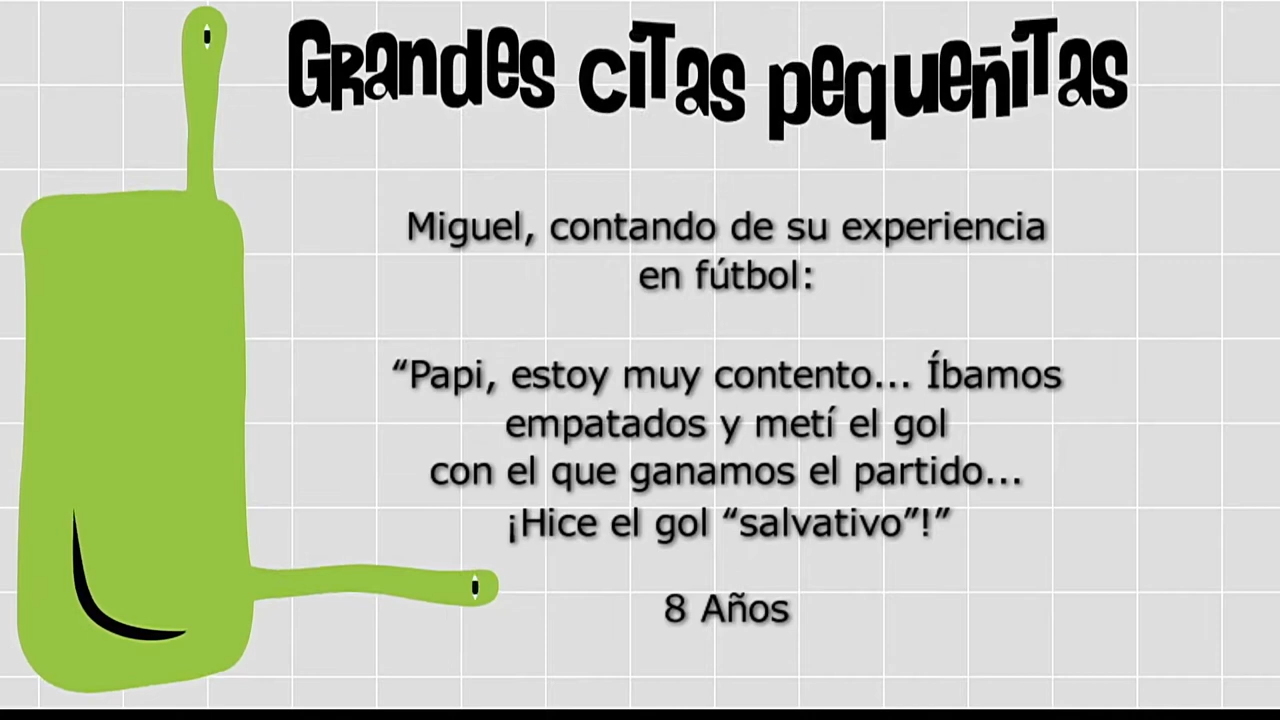 Grandes citas pequeñitas
Miguel, contando de su experiencia
en fútbol:
“Papi, estoy muy contento... Íbamos
empatados y metí el gol
con el que ganamos el partido...
¡Hice el gol “salvativo”!”
8 Años